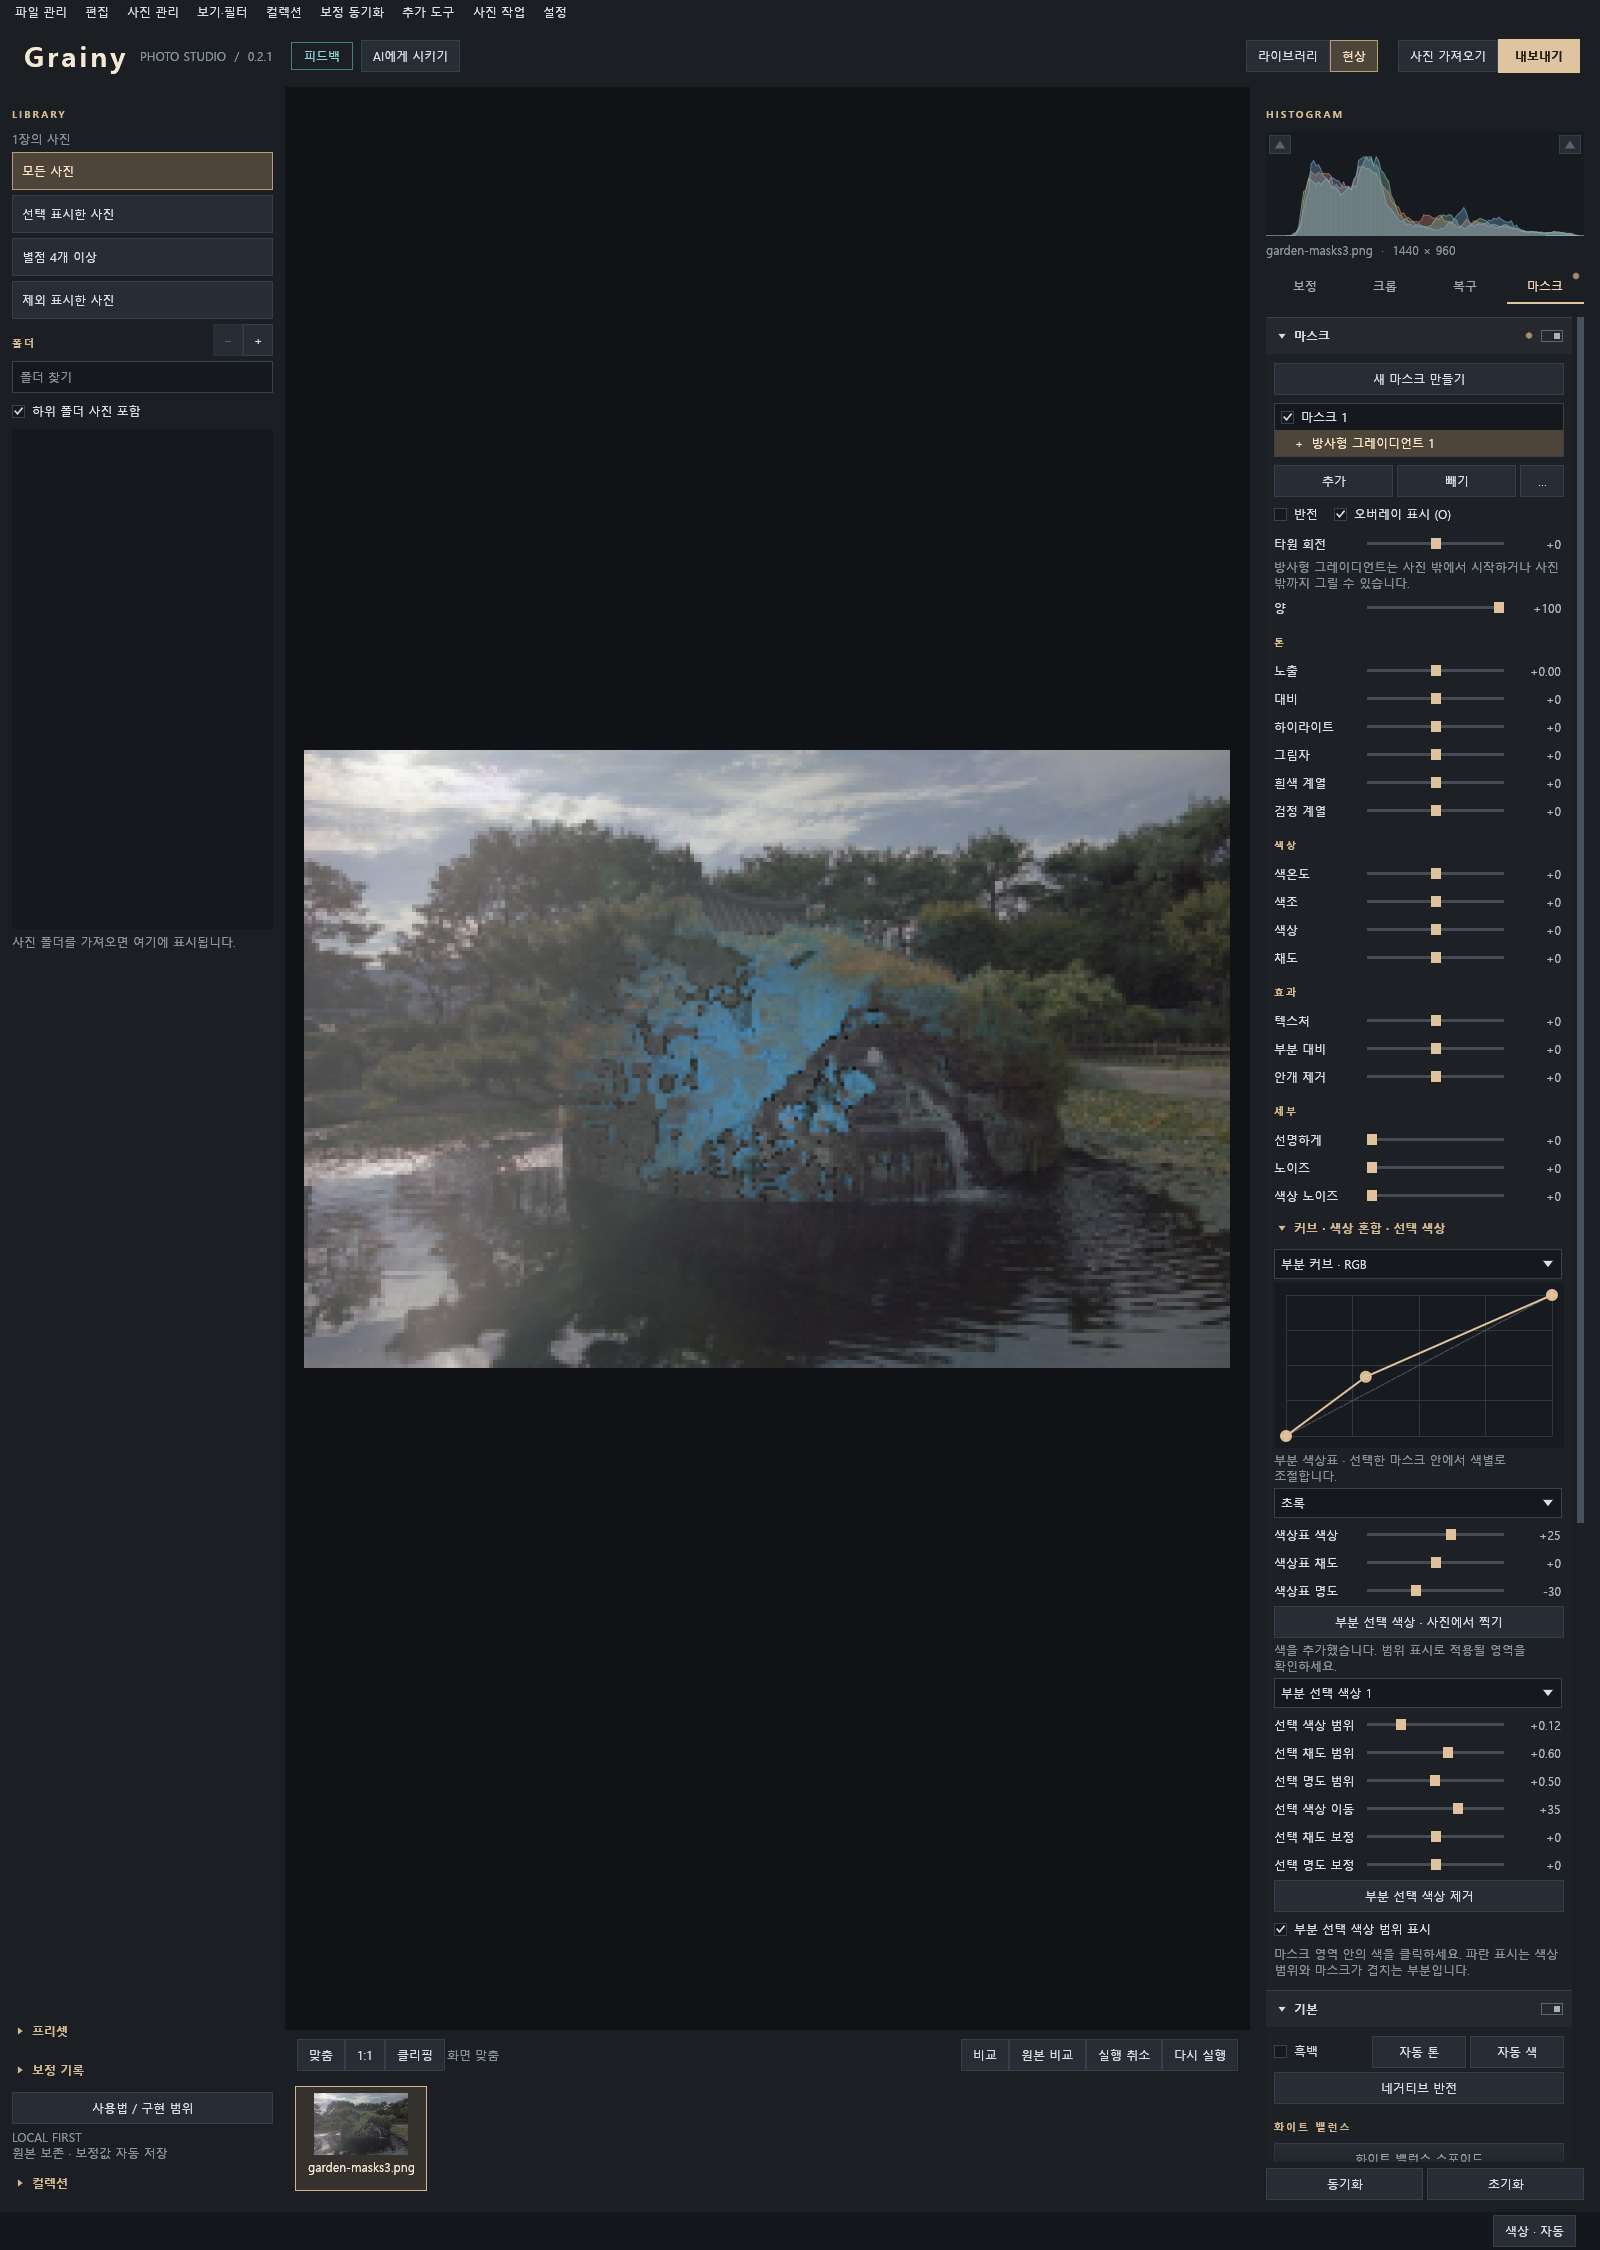 파일 관리 편집 사진 관리 보기·필터 컬렉션 보정 동기화 추가 도구 사진 작업 설정
Grainy PHOTO STUDIO / 0.2.1 피드백 AI에게 시키기 라이브러리 현상 사진 가져오기 내보내기
LIBRARY
1장의 사진
모든 사진
선택 표시한 사진
별점 4개 이상
제외 표시한 사진
폴더 − +
폴더 찾기
하위 폴더 사진 포함
사진 폴더를 가져오면 여기에 표시됩니다.
프리셋
보정 기록
사용법 / 구현 범위
LOCAL FIRST
원본 보존 · 보정값 자동 저장
컬렉션
맞춤 1:1 클리핑 화면 맞춤 비교 원본 비교 실행 취소 다시 실행
garden-masks3.png
HISTOGRAM
garden-masks3.png · 1440 × 960
보정 크롭 복구 마스크
마스크
새 마스크 만들기
마스크 1
+ 방사형 그레이디언트 1
추가 빼기 ...
반전 오버레이 표시 (O)
타원 회전 +0
방사형 그레이디언트는 사진 밖에서 시작하거나 사진
밖까지 그릴 수 있습니다.
양 +100
톤
노출 +0.00
대비 +0
하이라이트 +0
그림자 +0
흰색 계열 +0
검정 계열 +0
색상
색온도 +0
색조 +0
색상 +0
채도 +0
효과
텍스처 +0
부분 대비 +0
안개 제거 +0
세부
선명하게 +0
노이즈 +0
색상 노이즈 +0
커브 · 색상 혼합 · 선택 색상
부분 커브 · RGB
부분 색상표 · 선택한 마스크 안에서 색별로
조절합니다.
초록
색상표 색상 +25
색상표 채도 +0
색상표 명도 -30
부분 선택 색상 · 사진에서 찍기
색을 추가했습니다. 범위 표시로 적용될 영역을
확인하세요.
부분 선택 색상 1
선택 색상 범위 +0.12
선택 채도 범위 +0.60
선택 명도 범위 +0.50
선택 색상 이동 +35
선택 채도 보정 +0
선택 명도 보정 +0
부분 선택 색상 제거
부분 선택 색상 범위 표시
마스크 영역 안의 색을 클릭하세요. 파란 표시는 색상
범위와 마스크가 겹치는 부분입니다.
기본
흑백 자동 톤 자동 색
네거티브 반전
화이트 밸런스
화이트 밸런스 스포이드
동기화 초기화
색상 · 자동